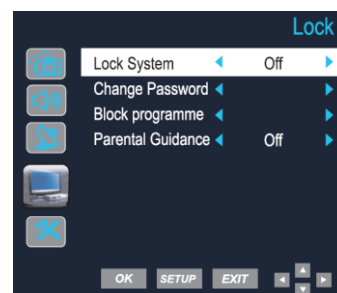 Lock
Lock System Off
Change Password
Block programme
Parental Guidance Off
OK SETUP EXIT